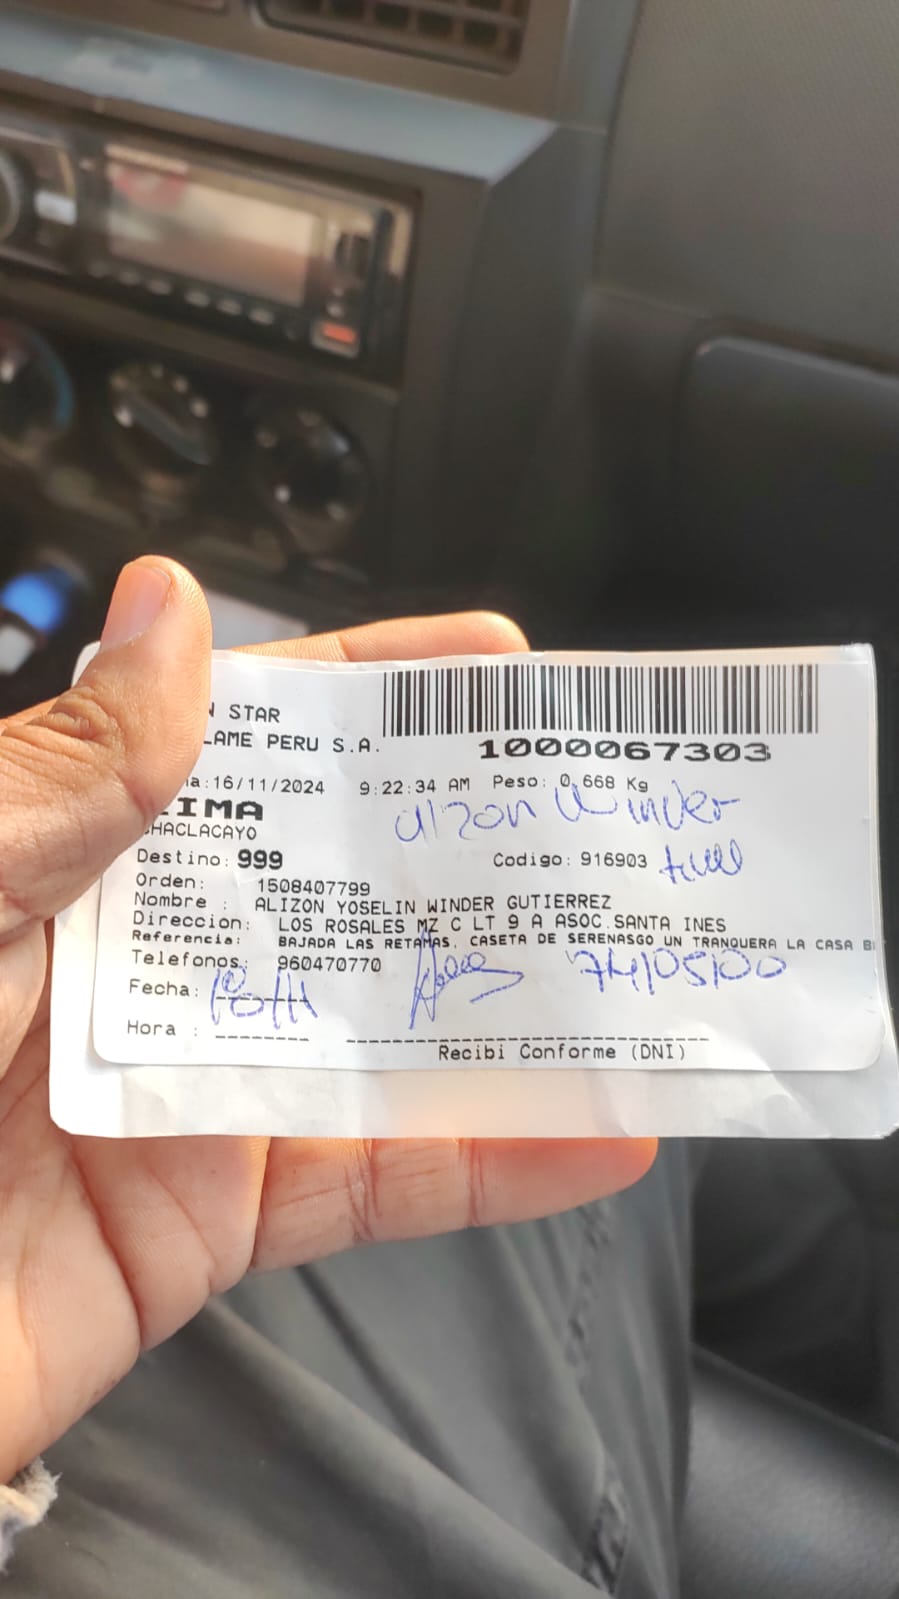 STAR
LAME PERU S.A.
1000067303
a:16/11/2024 9:22:34 AM Peso: 0.668 Kg
LIMA
CHACLACAYO
alzon Winder
Destino: 999
Codigo: 916903
Orden: 1508407799
Nombre : ALIZON YOSELIN WINDER GUTIERREZ
Direccion: LOS ROSALES MZ C LT 9 A ASOC.SANTA INES
Referencia: BAJADA LAS RETAMAS, CASETA DE SERENASGO UN TRANQUERA LA CASA
Telefonos: 960470770
Fecha:
Hora :
Recibi Conforme (DNI)